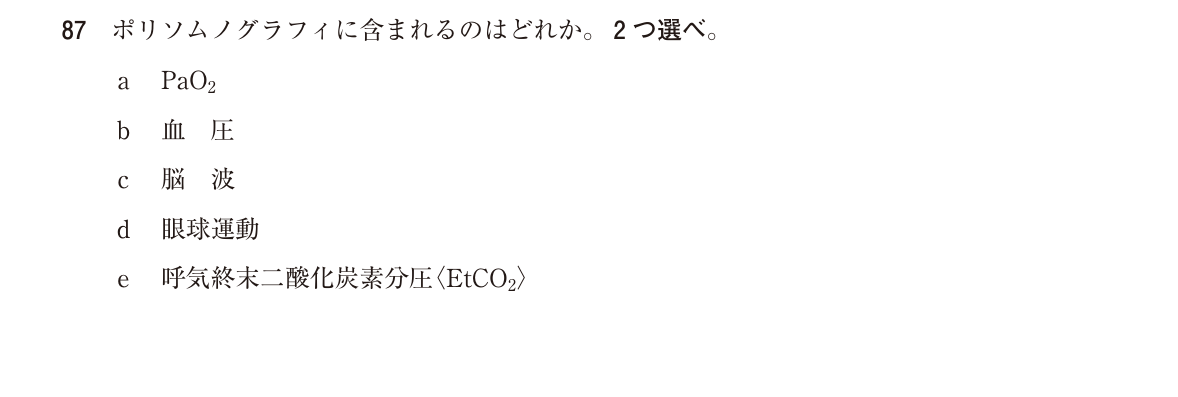 87 ポリソムノグラフィに含まれるのはどれか。2つ選べ。
a PaO₂
b 血 圧
c 脳 波
d 眼球運動
e 呼気終末二酸化炭素分圧〈EtCO₂〉